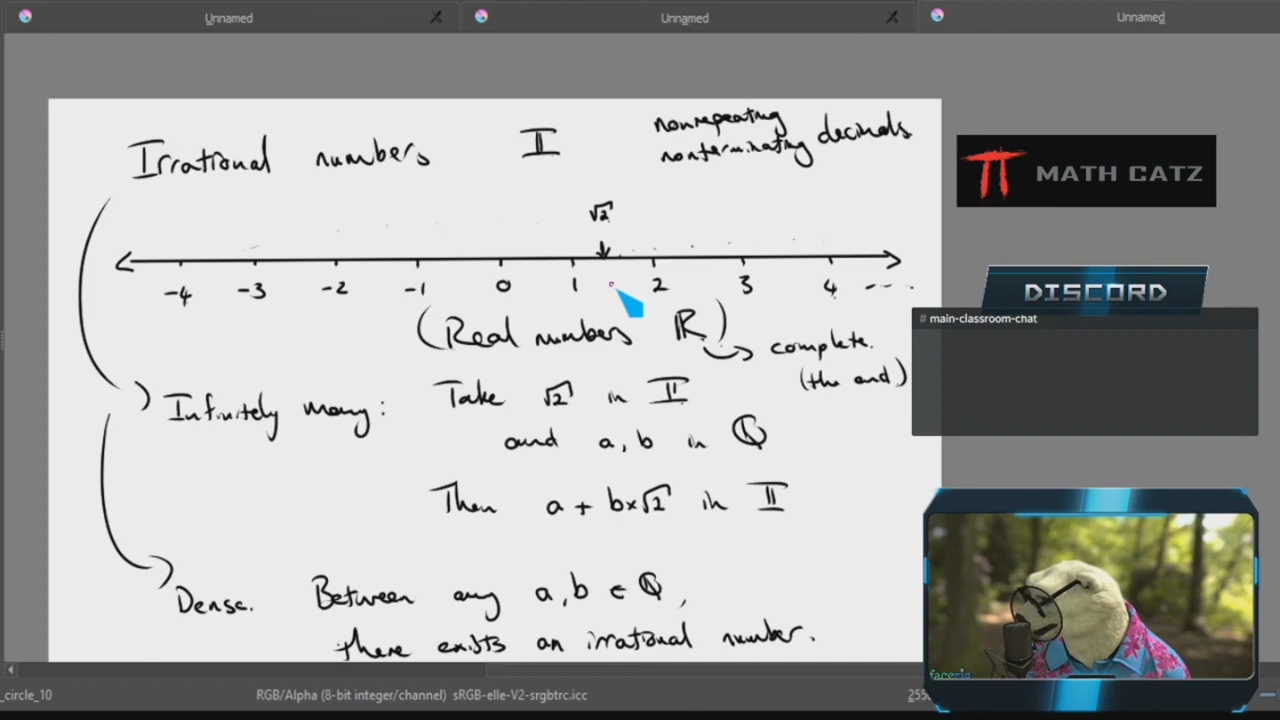 Unnamed
Unnamed
Unnamed
Irrational numbers 𝕀 nonrepeating
nonterminating decimals
√2
-4 -3 -2 -1 0 1 2 3 4 ----
(Real numbers ℝ) complete.
(the end)
Infinitely many: Take √2 in 𝕀
and a, b in ℚ
Then a + b×√2 in 𝕀
Dense. Between any a, b ∈ ℚ,
there exists an irrational number.
π MATH CATZ
DISCORD
# main-classroom-chat
facerig
_circle_10
RGB/Alpha (8-bit integer/channel) sRGB-elle-V2-srgbtrc.icc